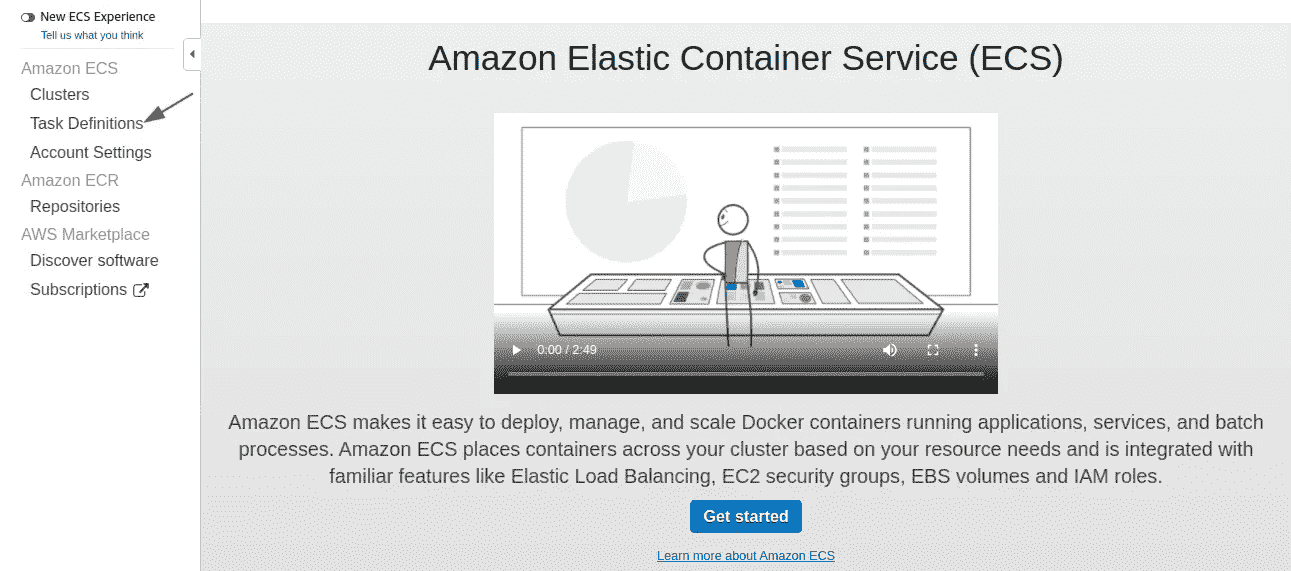 New ECS Experience
Tell us what you think
Amazon ECS
Clusters
Task Definitions
Account Settings
Amazon ECR
Repositories
AWS Marketplace
Discover software
Subscriptions
Amazon Elastic Container Service (ECS)
0:00 / 2:49
Amazon ECS makes it easy to deploy, manage, and scale Docker containers running applications, services, and batch
processes. Amazon ECS places containers across your cluster based on your resource needs and is integrated with
familiar features like Elastic Load Balancing, EC2 security groups, EBS volumes and IAM roles.
Get started
Learn more about Amazon ECS